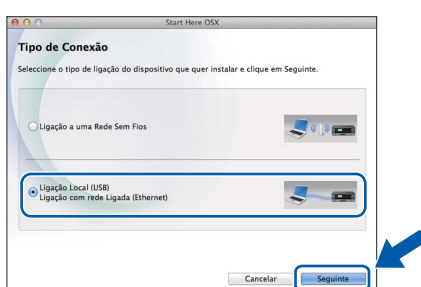 Start Here OSX
Tipo de Conexão
Seleccione o tipo de ligação do dispositivo que quer instalar e clique em Seguinte.
Ligação a uma Rede Sem Fios
Ligação Local (USB)
Ligação com rede Ligada (Ethernet)
Cancelar
Seguinte